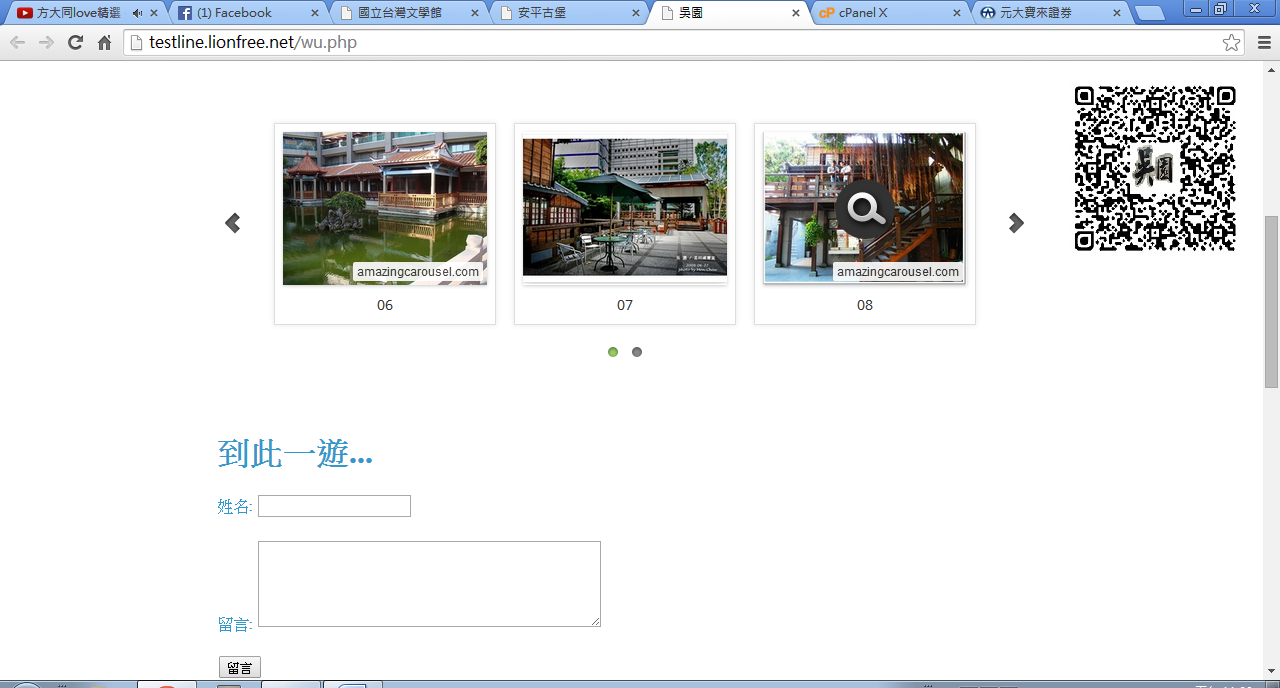 方大同love精選
(1) Facebook
國立台灣文學館
安平古堡
吳園
cPanel X
元大寶來證券
testline.lionfree.net/wu.php
吳園
amazingcarousel.com
amazingcarousel.com
06
07
08
到此一遊...
姓名:
留言:
留言